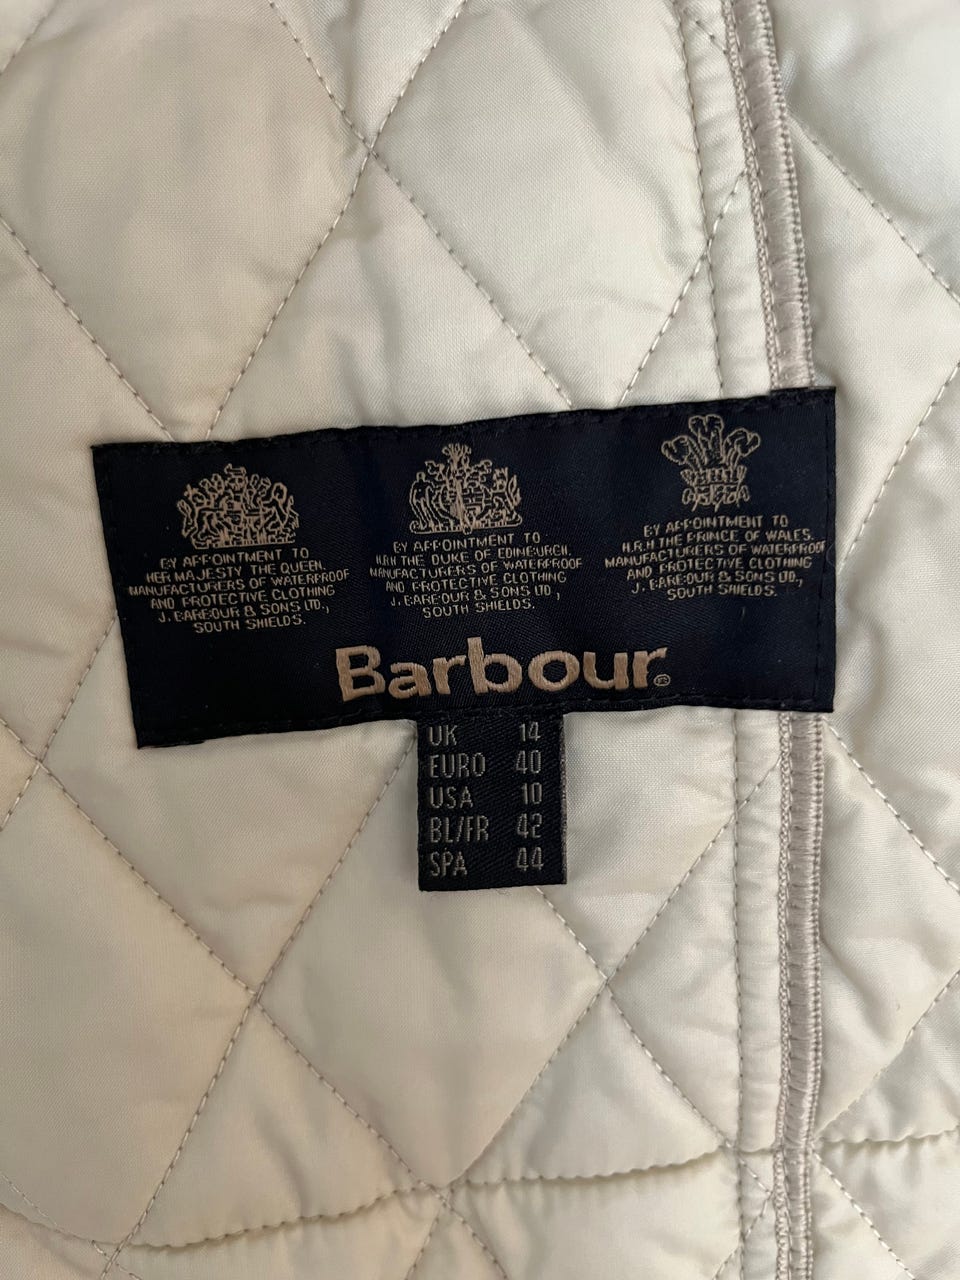 BY APPOINTMENT TO
HER MAJESTY THE QUEEN.
MANUFACTURERS OF WATERPROOF
AND PROTECTIVE CLOTHING
J. BARBOUR & SONS LTD.,
SOUTH SHIELDS.
BY APPOINTMENT TO
H.R.H THE DUKE OF EDINBURGH.
MANUFACTURERS OF WATERPROOF
AND PROTECTIVE CLOTHING
J. BARBOUR & SONS LTD.,
SOUTH SHIELDS.
BY APPOINTMENT TO
H.R.H THE PRINCE OF WALES.
MANUFACTURERS OF WATERPROOF
AND PROTECTIVE CLOTHING
J. BARBOUR & SONS LTD.,
SOUTH SHIELDS.
Barbour®
UK 14
EURO 40
USA 10
BL/FR 42
SPA 44